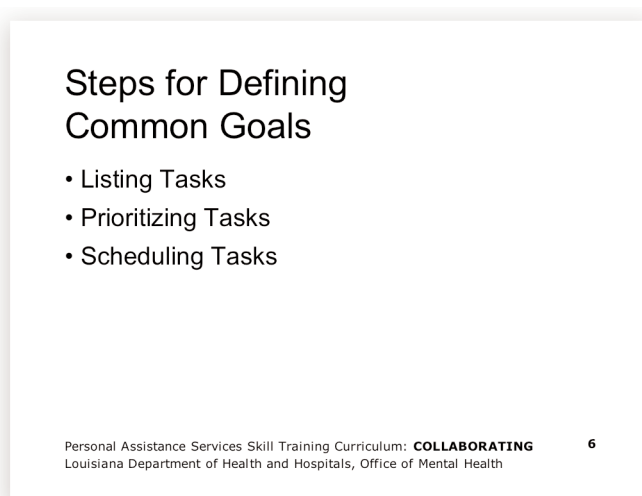 Steps for Defining
Common Goals
• Listing Tasks
• Prioritizing Tasks
• Scheduling Tasks
Personal Assistance Services Skill Training Curriculum: COLLABORATING 6
Louisiana Department of Health and Hospitals, Office of Mental Health